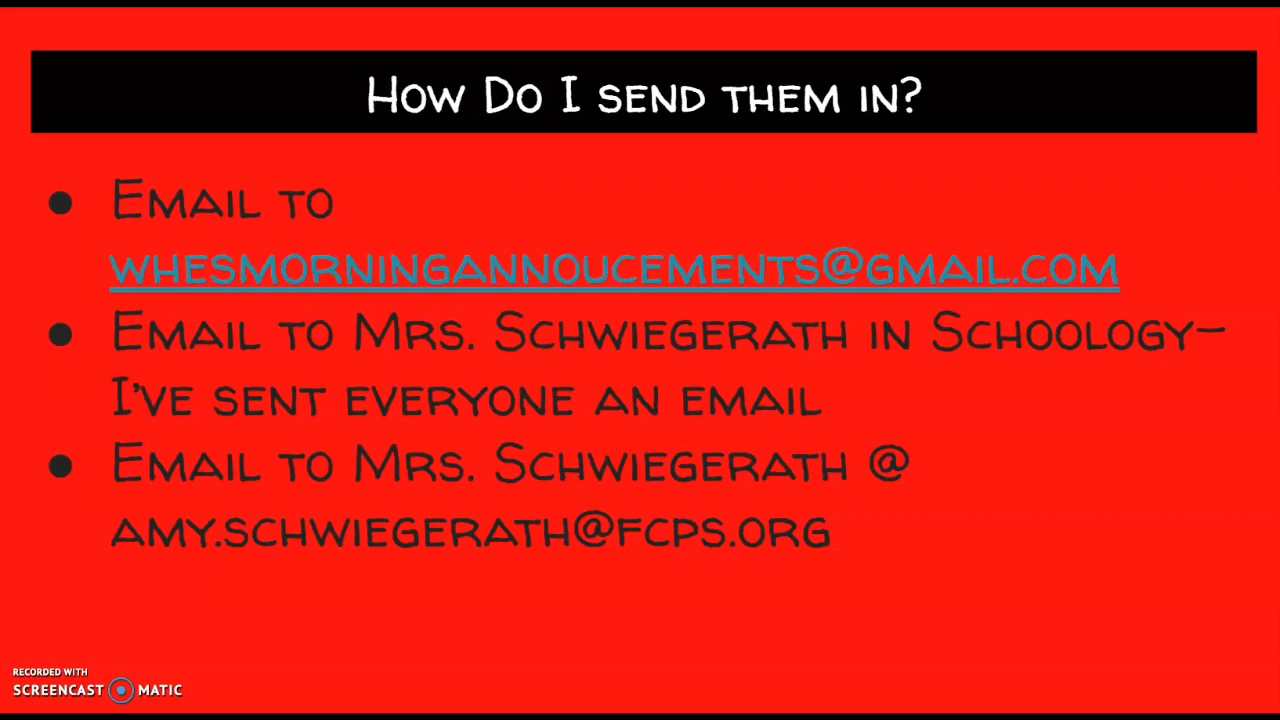 How Do I send them in?
● Email to
whesmorningannoucements@gmail.com
● Email to Mrs. Schwiegerath in Schoology-
I've sent everyone an email
● Email to Mrs. Schwiegerath @
amy.schwiegerath@fcps.org
RECORDED WITH
SCREENCAST MATIC